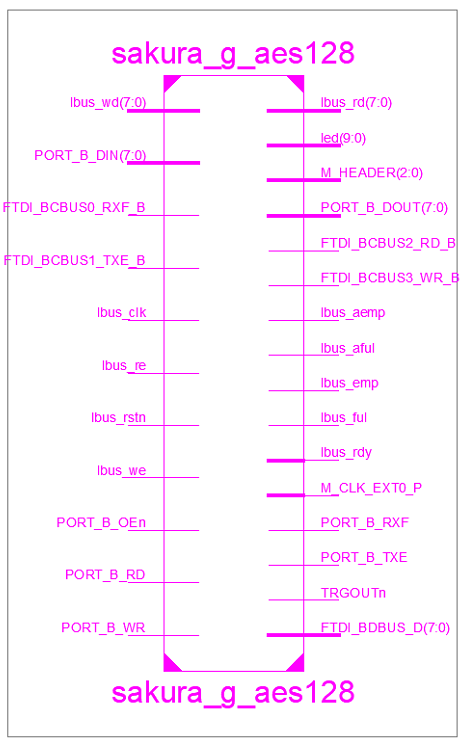 sakura_g_aes128
lbus_wd(7:0)
PORT_B_DIN(7:0)
FTDI_BCBUS0_RXF_B
FTDI_BCBUS1_TXE_B
lbus_clk
lbus_re
lbus_rstn
lbus_we
PORT_B_OEn
PORT_B_RD
PORT_B_WR
lbus_rd(7:0)
led(9:0)
M_HEADER(2:0)
PORT_B_DOUT(7:0)
FTDI_BCBUS2_RD_B
FTDI_BCBUS3_WR_B
lbus_aemp
lbus_aful
lbus_emp
lbus_ful
lbus_rdy
M_CLK_EXT0_P
PORT_B_RXF
PORT_B_TXE
TRGOUTn
FTDI_BDBUS_D(7:0)
sakura_g_aes128